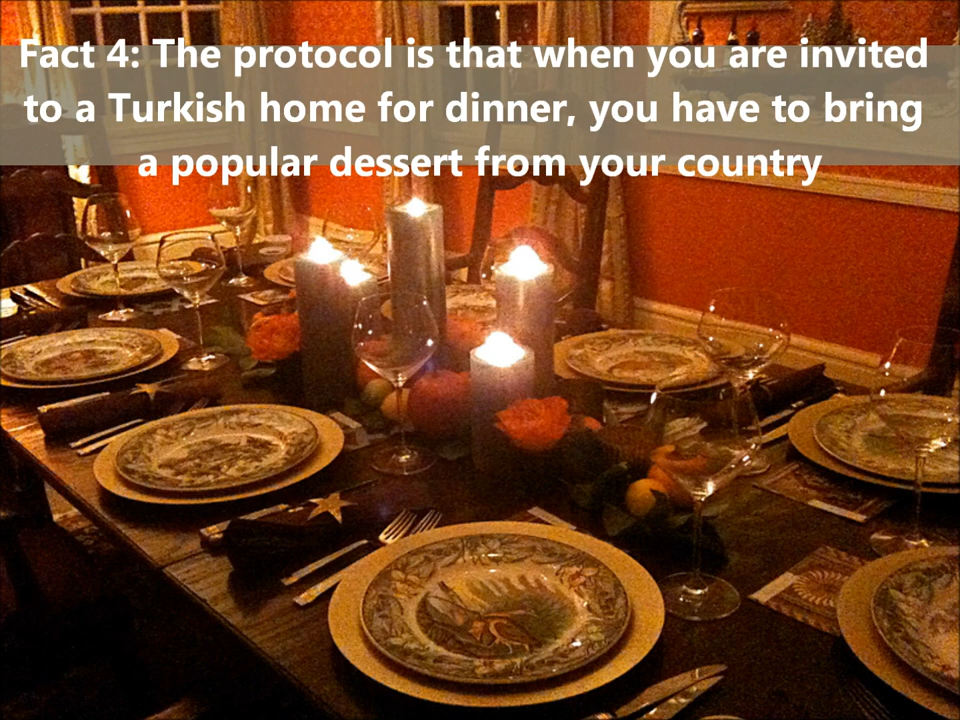 Fact 4: The protocol is that when you are invited
to a Turkish home for dinner, you have to bring
a popular dessert from your country